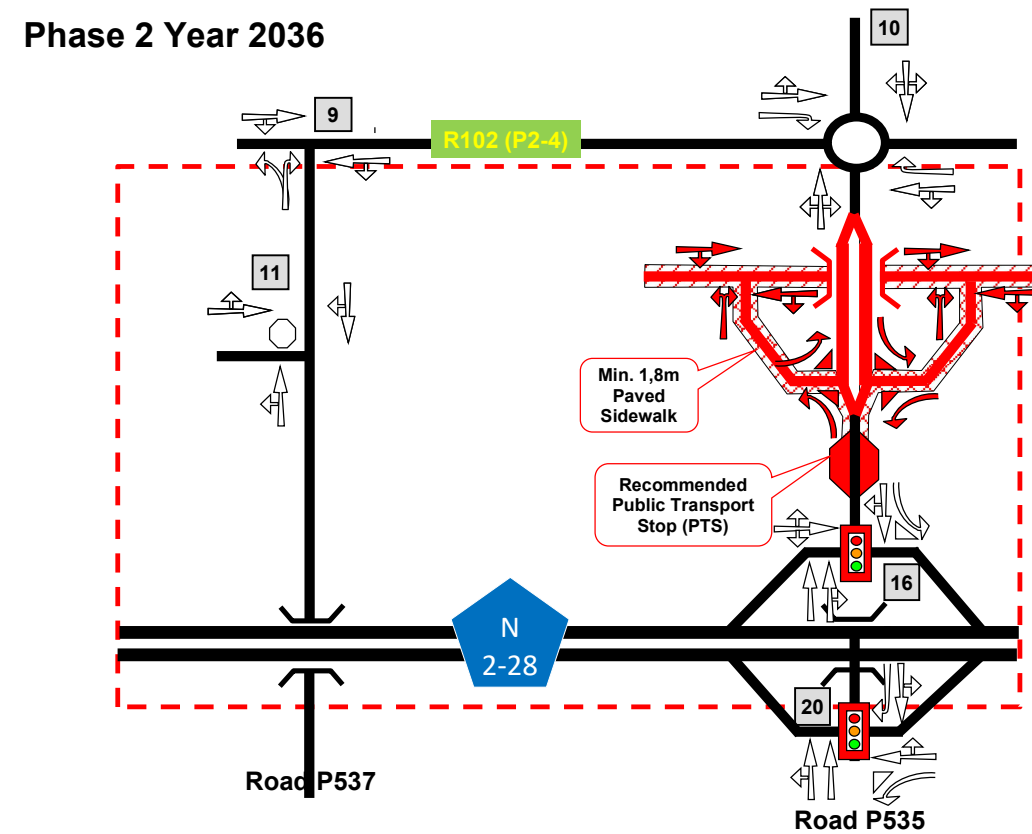 Phase 2 Year 2036
10
9
R102 (P2-4)
11
Min. 1,8m
Paved
Sidewalk
Recommended
Public Transport
Stop (PTS)
16
N
2-28
20
Road P537
Road P535